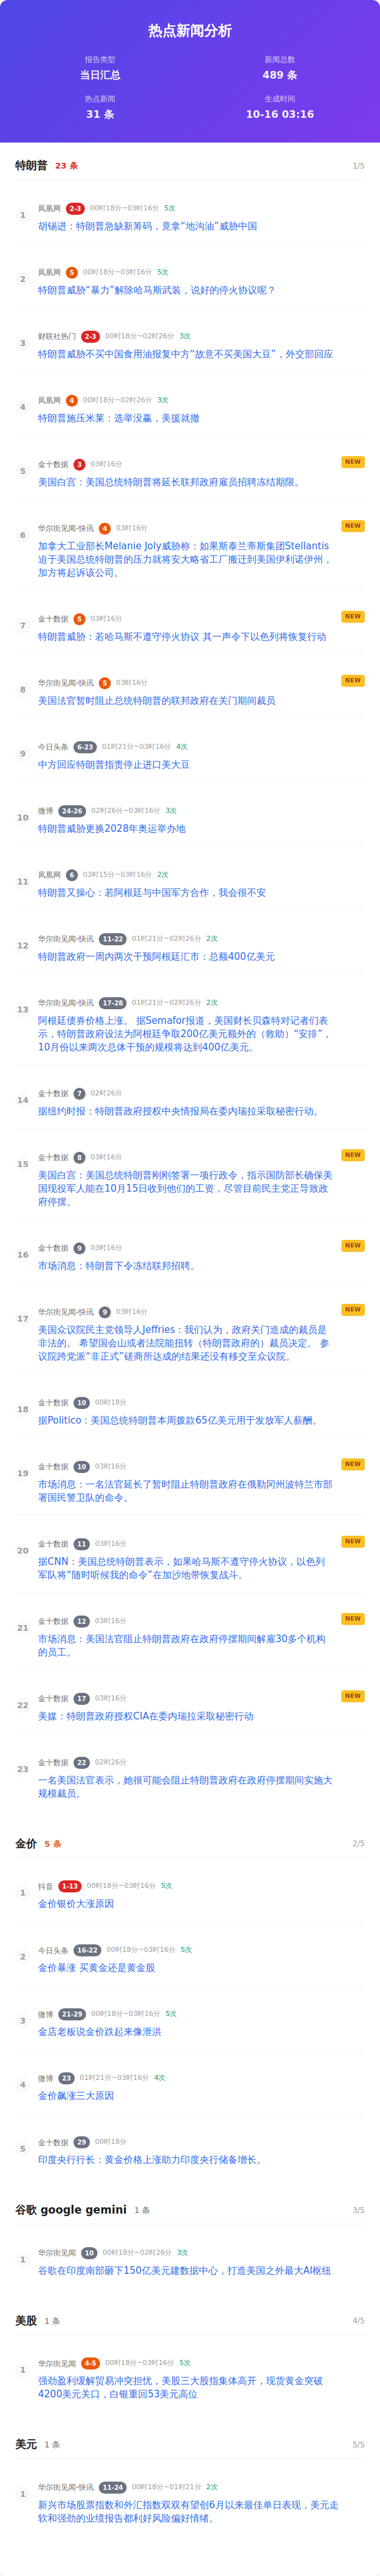 热点新闻分析
报告类型
当日汇总
新闻总数
489 条
热点新闻
31 条
生成时间
10-16 03:16
特朗普 23 条 1/5
1 凤凰网 2-3 00时18分~03时16分 5次
胡锡进：特朗普急缺新筹码，竟拿“地沟油”威胁中国
2 凤凰网 5 00时18分~03时16分 5次
特朗普威胁“暴力”解除哈马斯武装，说好的停火协议呢？
3 财联社热门 2-3 00时18分~02时26分 3次
特朗普威胁不买中国食用油报复中方“故意不买美国大豆”，外交部回应
4 凤凰网 4 00时18分~02时26分 3次
特朗普施压米莱：选举没赢，美援就撤
5 金十数据 3 03时16分 NEW
美国白宫：美国总统特朗普将延长联邦政府雇员招聘冻结期限。
6 华尔街见闻-快讯 4 03时16分 NEW
加拿大工业部长Melanie Joly威胁称：如果斯泰兰蒂斯集团Stellantis
迫于美国总统特朗普的压力就将安大略省工厂搬迁到美国伊利诺伊州，
加方将起诉该公司。
7 金十数据 5 03时16分 NEW
特朗普威胁：若哈马斯不遵守停火协议 其一声令下以色列将恢复行动
8 华尔街见闻-快讯 5 03时16分 NEW
美国法官暂时阻止总统特朗普的联邦政府在关门期间裁员
9 今日头条 6-23 01时21分~03时16分 4次
中方回应特朗普指责停止进口美大豆
10 微博 24-26 02时26分~03时16分 3次
特朗普威胁更换2028年奥运举办地
11 凤凰网 6 03时15分~03时16分 2次
特朗普又操心：若阿根廷与中国军方合作，我会很不安
12 华尔街见闻-快讯 11-22 01时21分~02时26分 2次
特朗普政府一周内两次干预阿根廷汇市：总额400亿美元
13 华尔街见闻-快讯 17-28 01时21分~02时26分 2次
阿根廷债券价格上涨。 据Semafor报道，美国财长贝森特对记者们表
示，特朗普政府设法为阿根廷争取200亿美元额外的（救助）“安排”，
10月份以来两次总体干预的规模将达到400亿美元。
14 金十数据 7 02时26分
据纽约时报：特朗普政府授权中央情报局在委内瑞拉采取秘密行动。
15 金十数据 8 03时16分 NEW
美国白宫：美国总统特朗普刚刚签署一项行政令，指示国防部长确保美
国现役军人能在10月15日收到他们的工资，尽管目前民主党正导致政
府停摆。
16 金十数据 9 03时16分 NEW
市场消息：特朗普下令冻结联邦招聘。
17 华尔街见闻-快讯 9 03时16分 NEW
美国众议院民主党领导人Jeffries：我们认为，政府关门造成的裁员是
非法的。 希望国会山或者法院能扭转（特朗普政府的）裁员决定。 参
议院跨党派“非正式”磋商所达成的结果还没有移交至众议院。
18 金十数据 10 00时18分
据Politico：美国总统特朗普本周拨款65亿美元用于发放军人薪酬。
19 金十数据 10 03时16分 NEW
市场消息：一名法官延长了暂时阻止特朗普政府在俄勒冈州波特兰市部
署国民警卫队的命令。
20 金十数据 11 03时16分 NEW
据CNN：美国总统特朗普表示，如果哈马斯不遵守停火协议，以色列
军队将“随时听候我的命令”在加沙地带恢复战斗。
21 金十数据 12 03时16分 NEW
市场消息：美国法官阻止特朗普政府在政府停摆期间解雇30多个机构
的员工。
22 金十数据 17 03时16分 NEW
美媒：特朗普政府授权CIA在委内瑞拉采取秘密行动
23 金十数据 22 02时26分
一名美国法官表示，她很可能会阻止特朗普政府在政府停摆期间实施大
规模裁员。
金价 5 条 2/5
1 抖音 1-13 00时18分~03时16分 5次
金价银价大涨原因
2 今日头条 16-22 00时18分~03时16分 5次
金价暴涨 买黄金还是黄金股
3 微博 21-29 00时18分~03时16分 5次
金店老板说金价跌起来像泄洪
4 微博 23 01时21分~03时16分 4次
金价飙涨三大原因
5 金十数据 29 00时18分
印度央行行长：黄金价格上涨助力印度央行储备增长。
谷歌 google gemini 1 条 3/5
1 华尔街见闻 10 00时18分~02时26分 3次
谷歌在印度南部砸下150亿美元建数据中心，打造美国之外最大AI枢纽
美股 1 条 4/5
1 华尔街见闻 4-5 00时18分~03时16分 5次
强劲盈利缓解贸易冲突担忧，美股三大股指集体高开，现货黄金突破
4200美元关口，白银重回53美元高位
美元 1 条 5/5
1 华尔街见闻-快讯 11-24 00时18分~01时21分 2次
新兴市场股票指数和外汇指数双双有望创6月以来最佳单日表现，美元走
软和强劲的业绩报告都利好风险偏好情绪。